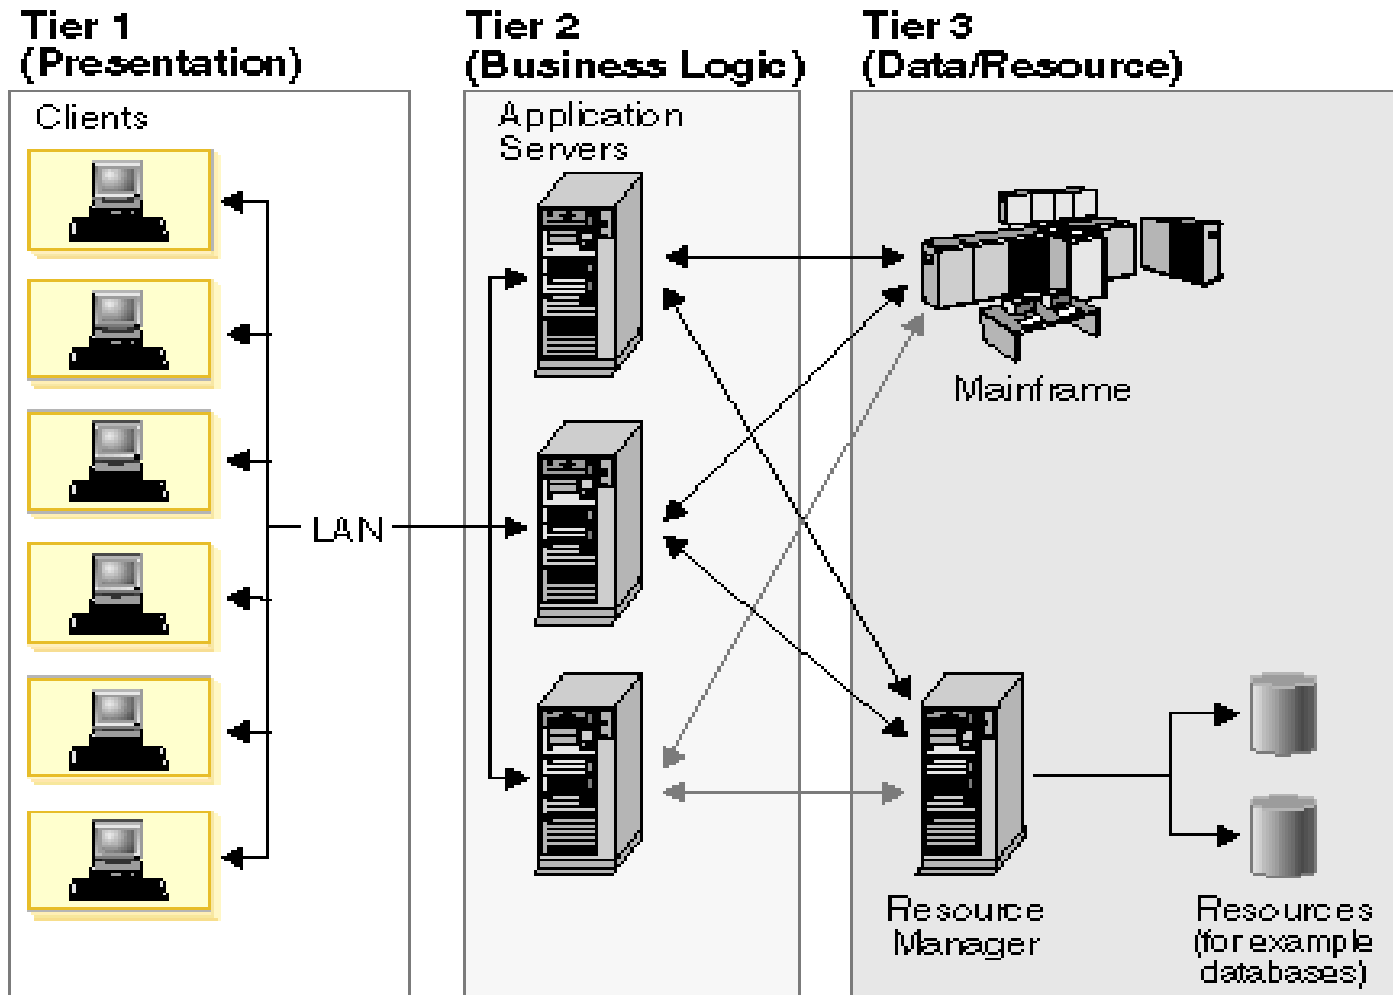 Tier 1
(Presentation)
Tier 2
(Business Logic)
Tier 3
(Data/Resource)
Clients
Application
Servers
LAN
Mainframe
Resource
Manager
Resources
(for example
databases)